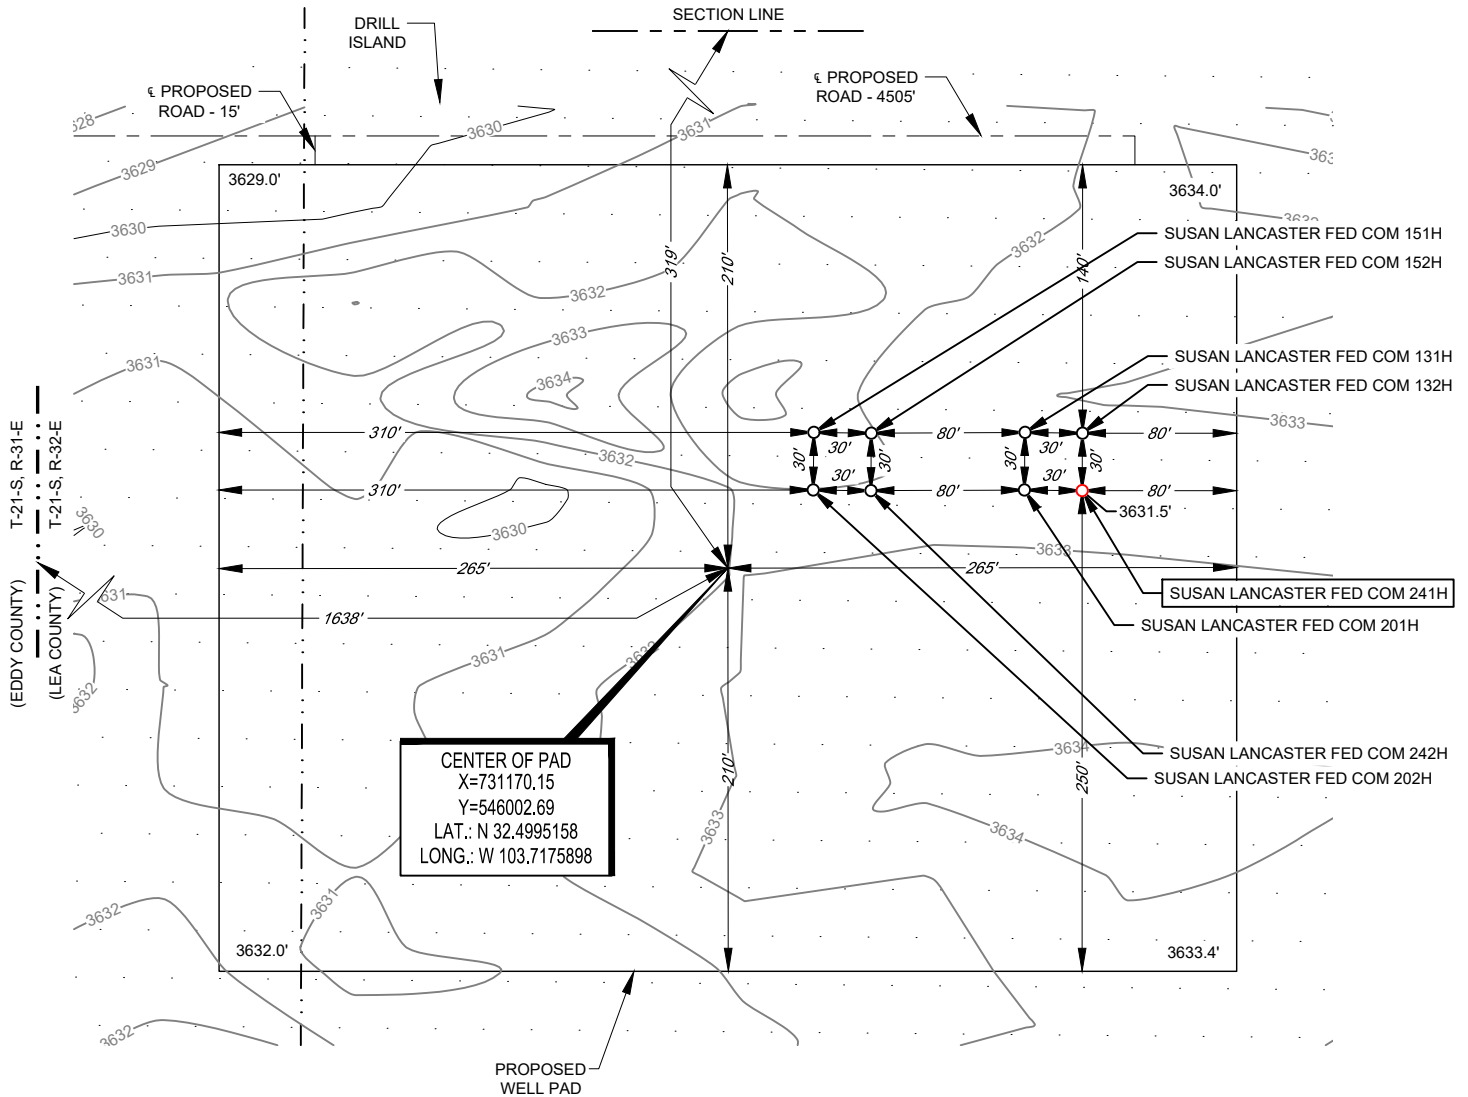 SECTION LINE
DRILL
ISLAND
℄ PROPOSED
ROAD - 15'
℄ PROPOSED
ROAD - 4505'
3630
3631
3629
3629.0'
3634.0'
3630
3632
SUSAN LANCASTER FED COM 151H
SUSAN LANCASTER FED COM 152H
319'
210'
140'
3631
3632
3633
3634
3631
SUSAN LANCASTER FED COM 131H
SUSAN LANCASTER FED COM 132H
3633
310'
30'
80'
30'
80'
3632
30'
30'
30'
30'
310'
30'
80'
30'
80'
3631.5'
T-21-S, R-31-E
T-21-S, R-32-E
3630
3630
3633
265'
265'
SUSAN LANCASTER FED COM 241H
SUSAN LANCASTER FED COM 201H
3631
1638'
(EDDY COUNTY)
(LEA COUNTY)
3631
3632
SUSAN LANCASTER FED COM 242H
SUSAN LANCASTER FED COM 202H
3634
210'
250'
CENTER OF PAD
X=731170.15
Y=546002.69
LAT.: N 32.4995158
LONG.: W 103.7175898
3633
3634
3631
3632
3632.0'
3633.4'
3632
PROPOSED
WELL PAD